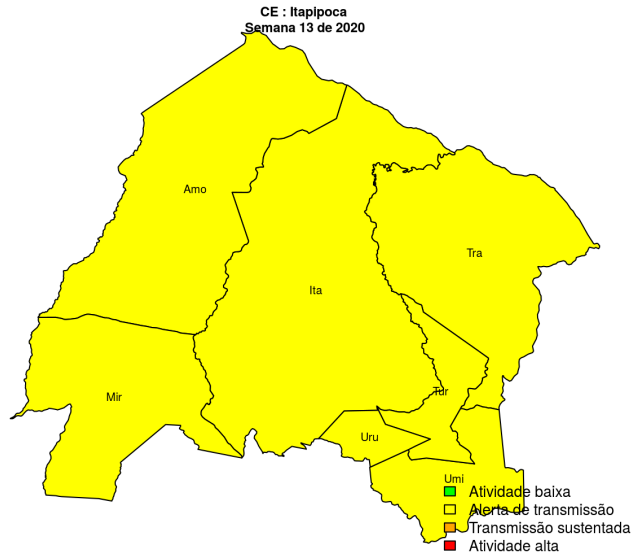 CE : Itapipoca
Semana 13 de 2020
Amo
Tra
Ita
Tur
Mir
Uru
Umi
Atividade baixa
Alerta de transmissão
Transmissão sustentada
Atividade alta